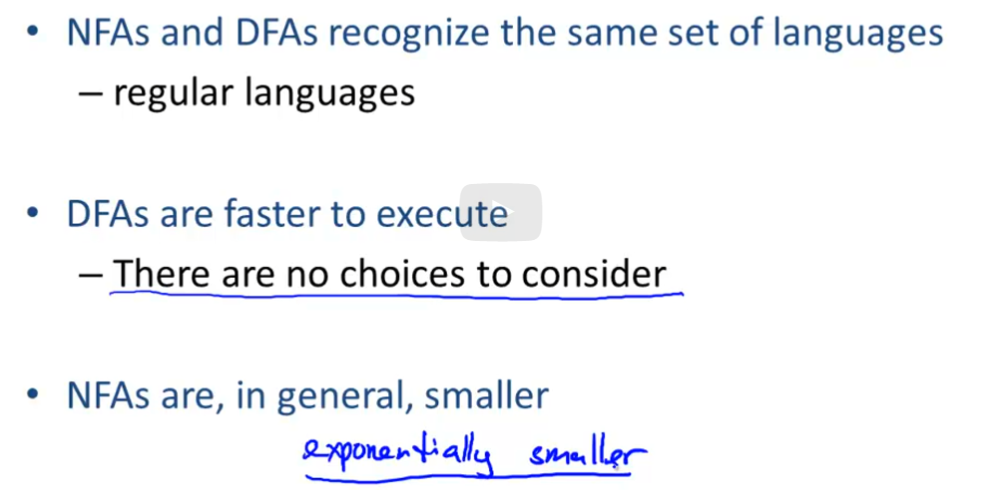 • NFAs and DFAs recognize the same set of languages
– regular languages
• DFAs are faster to execute
– There are no choices to consider
• NFAs are, in general, smaller
exponentially smaller